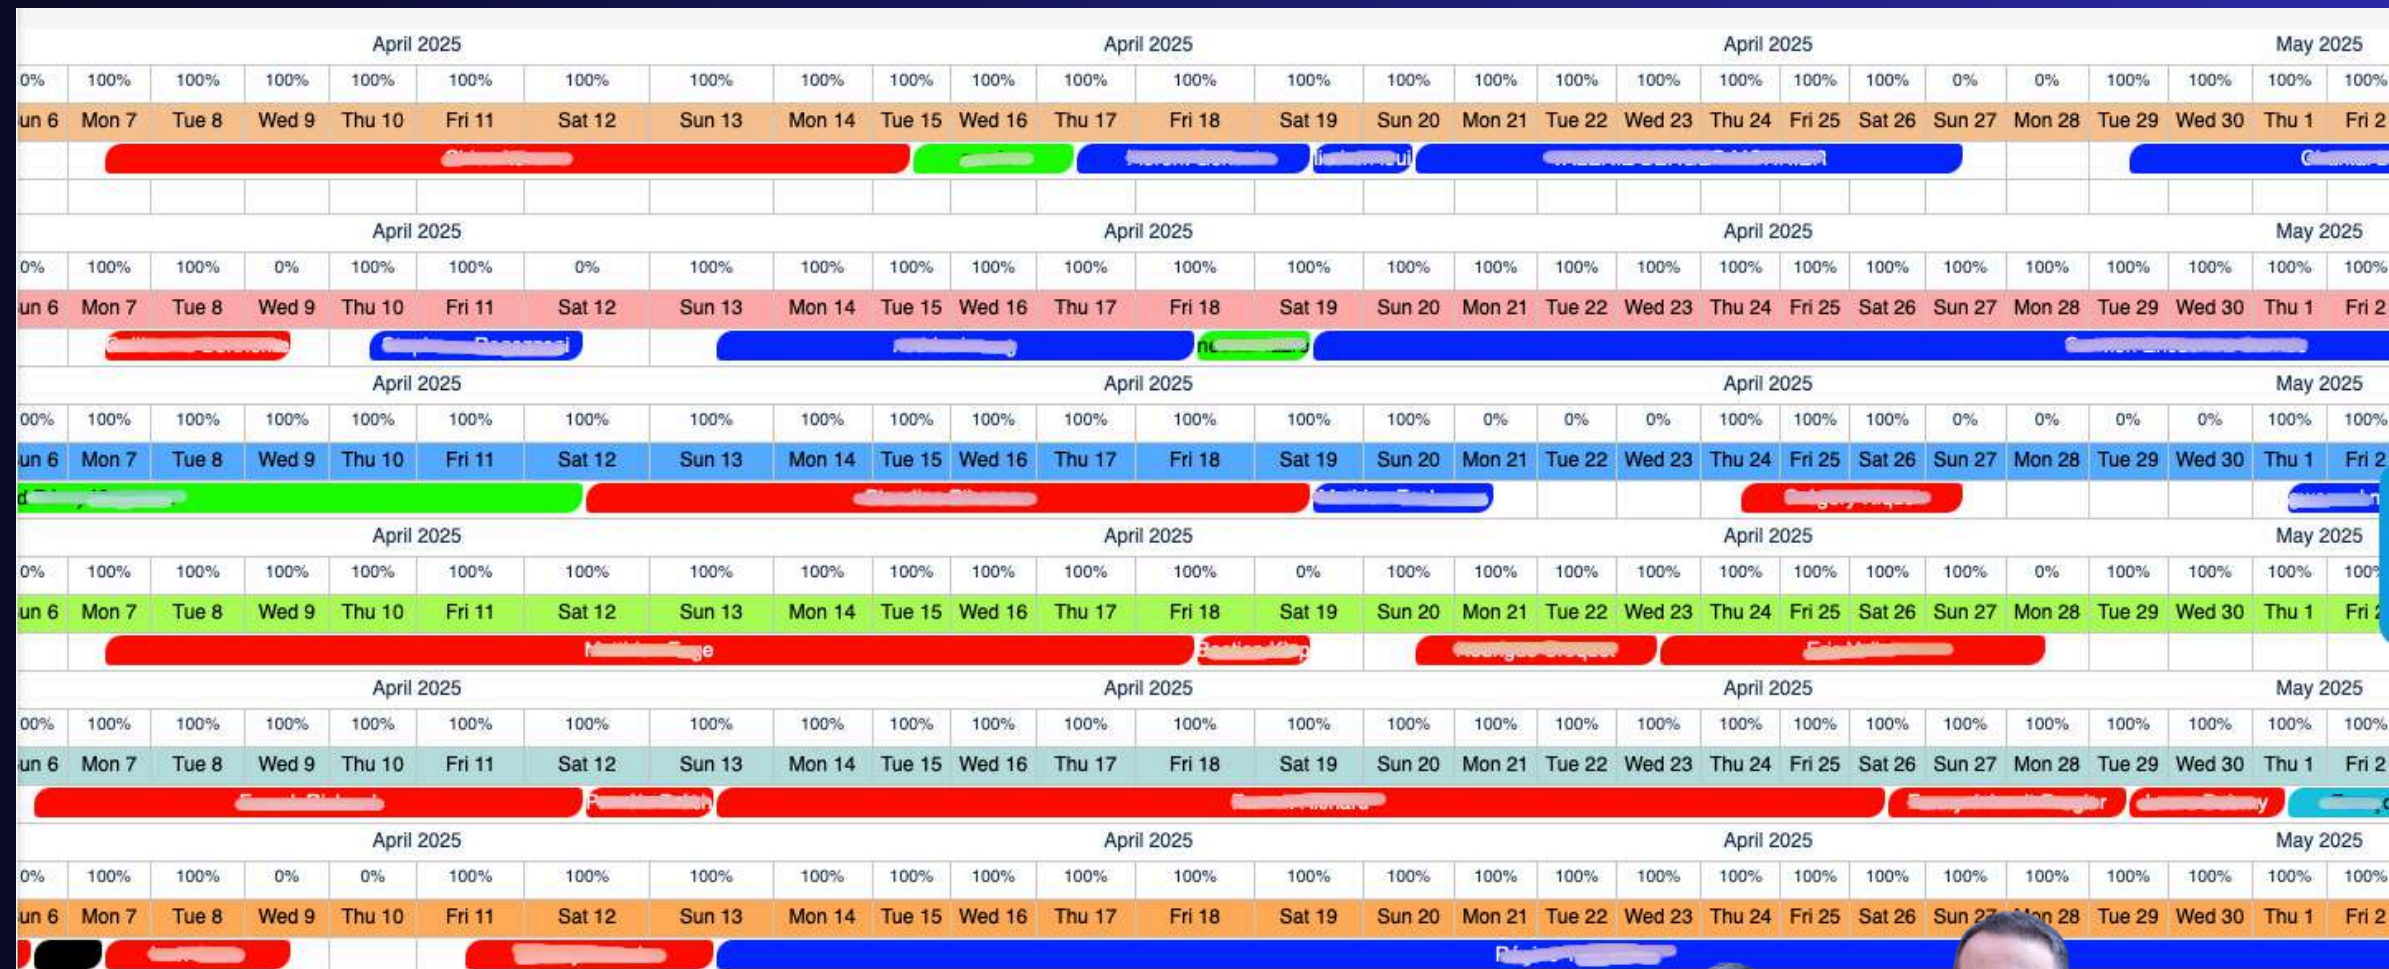 April 2025 April 2025 April 2025 May 2025
0% 100% 100% 100% 100% 100% 100% 100% 100% 100% 100% 100% 100% 100% 100% 100% 100% 100% 100% 100% 100% 0% 0% 100% 100% 100% 100%
un 6 Mon 7 Tue 8 Wed 9 Thu 10 Fri 11 Sat 12 Sun 13 Mon 14 Tue 15 Wed 16 Thu 17 Fri 18 Sat 19 Sun 20 Mon 21 Tue 22 Wed 23 Thu 24 Fri 25 Sat 26 Sun 27 Mon 28 Tue 29 Wed 30 Thu 1 Fri 2
April 2025 April 2025 April 2025 May 2025
0% 100% 100% 0% 100% 100% 0% 100% 100% 100% 100% 100% 100% 100% 100% 100% 100% 100% 100% 100% 100% 100% 100% 100% 100% 100% 100%
un 6 Mon 7 Tue 8 Wed 9 Thu 10 Fri 11 Sat 12 Sun 13 Mon 14 Tue 15 Wed 16 Thu 17 Fri 18 Sat 19 Sun 20 Mon 21 Tue 22 Wed 23 Thu 24 Fri 25 Sat 26 Sun 27 Mon 28 Tue 29 Wed 30 Thu 1 Fri 2
April 2025 April 2025 April 2025 May 2025
00% 100% 100% 100% 100% 100% 100% 100% 100% 100% 100% 100% 100% 100% 100% 0% 0% 0% 100% 100% 100% 0% 0% 0% 0% 100% 100%
un 6 Mon 7 Tue 8 Wed 9 Thu 10 Fri 11 Sat 12 Sun 13 Mon 14 Tue 15 Wed 16 Thu 17 Fri 18 Sat 19 Sun 20 Mon 21 Tue 22 Wed 23 Thu 24 Fri 25 Sat 26 Sun 27 Mon 28 Tue 29 Wed 30 Thu 1 Fri 2
April 2025 April 2025 April 2025 May 2025
0% 100% 100% 100% 100% 100% 100% 100% 100% 100% 100% 100% 100% 0% 100% 100% 100% 100% 100% 100% 100% 100% 0% 100% 100% 100% 100%
un 6 Mon 7 Tue 8 Wed 9 Thu 10 Fri 11 Sat 12 Sun 13 Mon 14 Tue 15 Wed 16 Thu 17 Fri 18 Sat 19 Sun 20 Mon 21 Tue 22 Wed 23 Thu 24 Fri 25 Sat 26 Sun 27 Mon 28 Tue 29 Wed 30 Thu 1 Fri 2
April 2025 April 2025 April 2025 May 2025
00% 100% 100% 100% 100% 100% 100% 100% 100% 100% 100% 100% 100% 100% 100% 100% 100% 100% 100% 100% 100% 100% 100% 100% 100% 100% 100%
un 6 Mon 7 Tue 8 Wed 9 Thu 10 Fri 11 Sat 12 Sun 13 Mon 14 Tue 15 Wed 16 Thu 17 Fri 18 Sat 19 Sun 20 Mon 21 Tue 22 Wed 23 Thu 24 Fri 25 Sat 26 Sun 27 Mon 28 Tue 29 Wed 30 Thu 1 Fri 2
April 2025 April 2025 April 2025 May 2025
0% 100% 100% 0% 0% 100% 100% 100% 100% 100% 100% 100% 100% 100% 100% 100% 100% 100% 100% 100% 100% 100% 100% 100% 100% 100% 100%
un 6 Mon 7 Tue 8 Wed 9 Thu 10 Fri 11 Sat 12 Sun 13 Mon 14 Tue 15 Wed 16 Thu 17 Fri 18 Sat 19 Sun 20 Mon 21 Tue 22 Wed 23 Thu 24 Fri 25 Sat 26 Sun 27 Mon 28 Tue 29 Wed 30 Thu 1 Fri 2